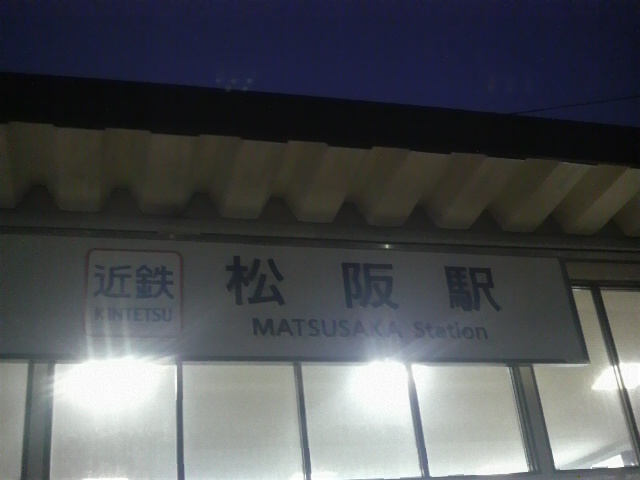 近鉄
KINTETSU
松阪駅
MATSUSAKA Station